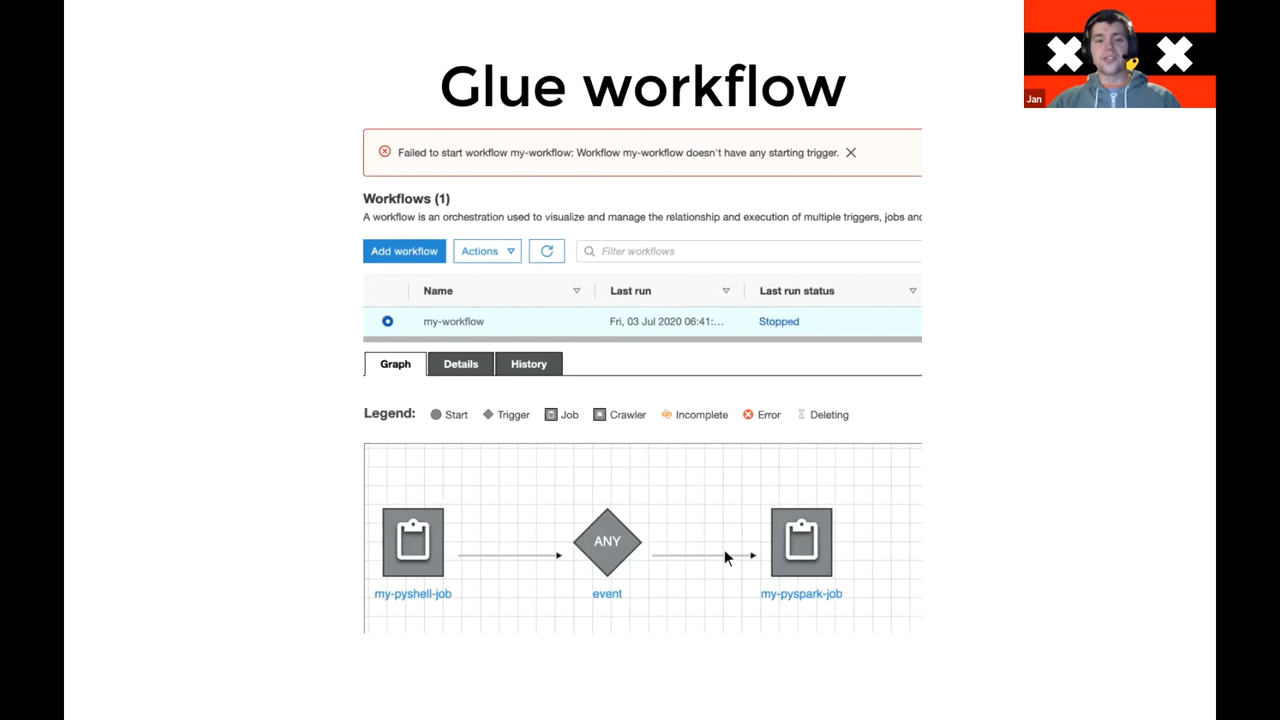 Glue workflow
Jan
Failed to start workflow my-workflow: Workflow my-workflow doesn't have any starting trigger.
Workflows (1)
A workflow is an orchestration used to visualize and manage the relationship and execution of multiple triggers, jobs and
Add workflow Actions Filter workflows
Name Last run Last run status
my-workflow Fri, 03 Jul 2020 06:41:... Stopped
Graph Details History
Legend: Start Trigger Job Crawler Incomplete Error Deleting
ANY
my-pyshell-job event my-pyspark-job